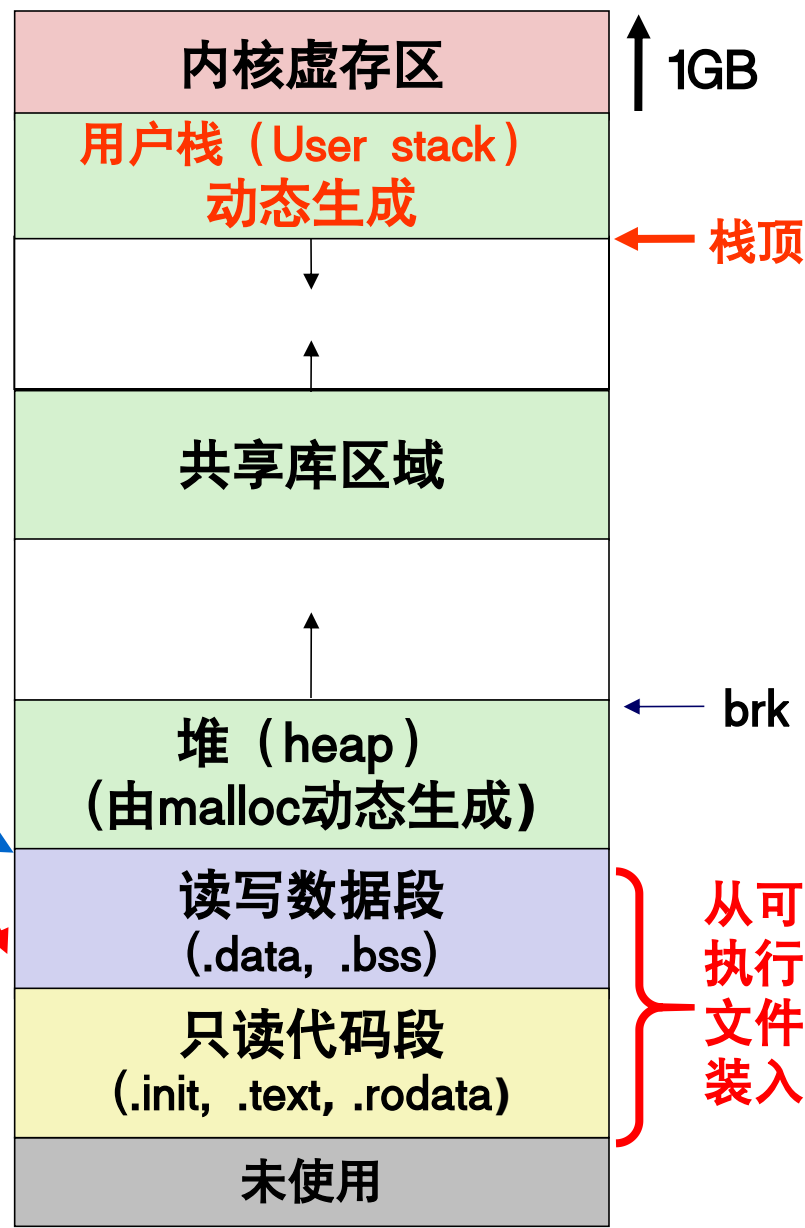 内核虚存区
1GB
用户栈（User stack）
动态生成
栈顶
共享库区域
brk
堆（heap）
(由malloc动态生成)
读写数据段
(.data, .bss)
从可
执行
文件
装入
只读代码段
(.init, .text, .rodata)
未使用